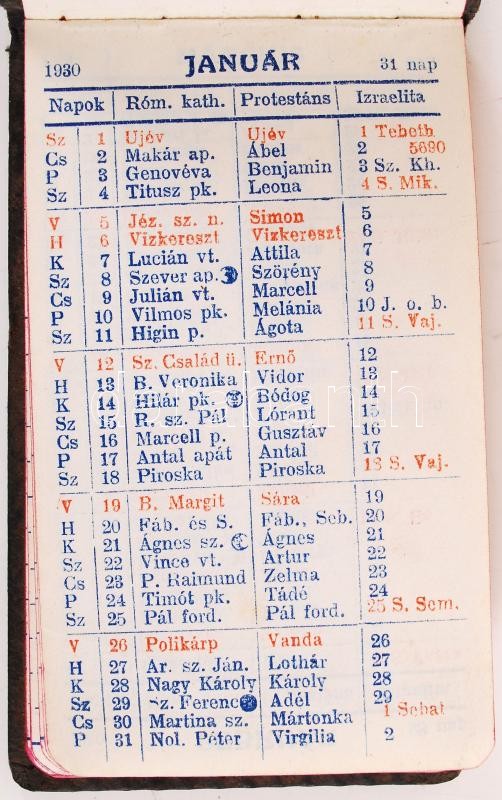 1930 JANUÁR 31 nap
Napok Róm. kath. Protestáns Izraelita
Sz 1 Ujév Ujév 1 Tebeth
Cs 2 Makár ap. Ábel 2 5690
P 3 Genovéva Benjamin 3 Sz. Kh.
Sz 4 Titusz pk. Leona 4 S. Mik.
V 5 Jéz. sz. n. Simon 5
H 6 Vizkereszt Vizkereszt 6
K 7 Lucián vt. Attila 7
Sz 8 Szever ap. Szörény 8
Cs 9 Julián vt. Marcell 9
P 10 Vilmos pk. Melánia 10 J. o. b.
Sz 11 Higin p. Ágota 11 S. Vaj.
V 12 Sz. Család ü. Ernő 12
H 13 B. Veronika Vidor 13
K 14 Hilár pk. Bódog 14
Sz 15 R. sz. Pál Lóránt 15
Cs 16 Marcell p. Gusztáv 16
P 17 Antal apát Antal 17
Sz 18 Piroska Piroska 18 S. Vaj.
V 19 B. Margit Sára 19
H 20 Fáb. és S. Fáb., Seb. 20
K 21 Ágnes sz. Ágnes 21
Sz 22 Vince vt. Artur 22
Cs 23 P. Raimund Zelma 23
P 24 Timót pk. Tádé 24
Sz 25 Pál ford. Pál ford. 25 S. Sem.
V 26 Polikárp Vanda 26
H 27 Ar. sz. Ján. Lothár 27
K 28 Nagy Károly Károly 28
Sz 29 Sz. Ferenc Adél 29
Cs 30 Martina sz. Mártonka 1 Sebat
P 31 Nol. Péter Virgilia 2